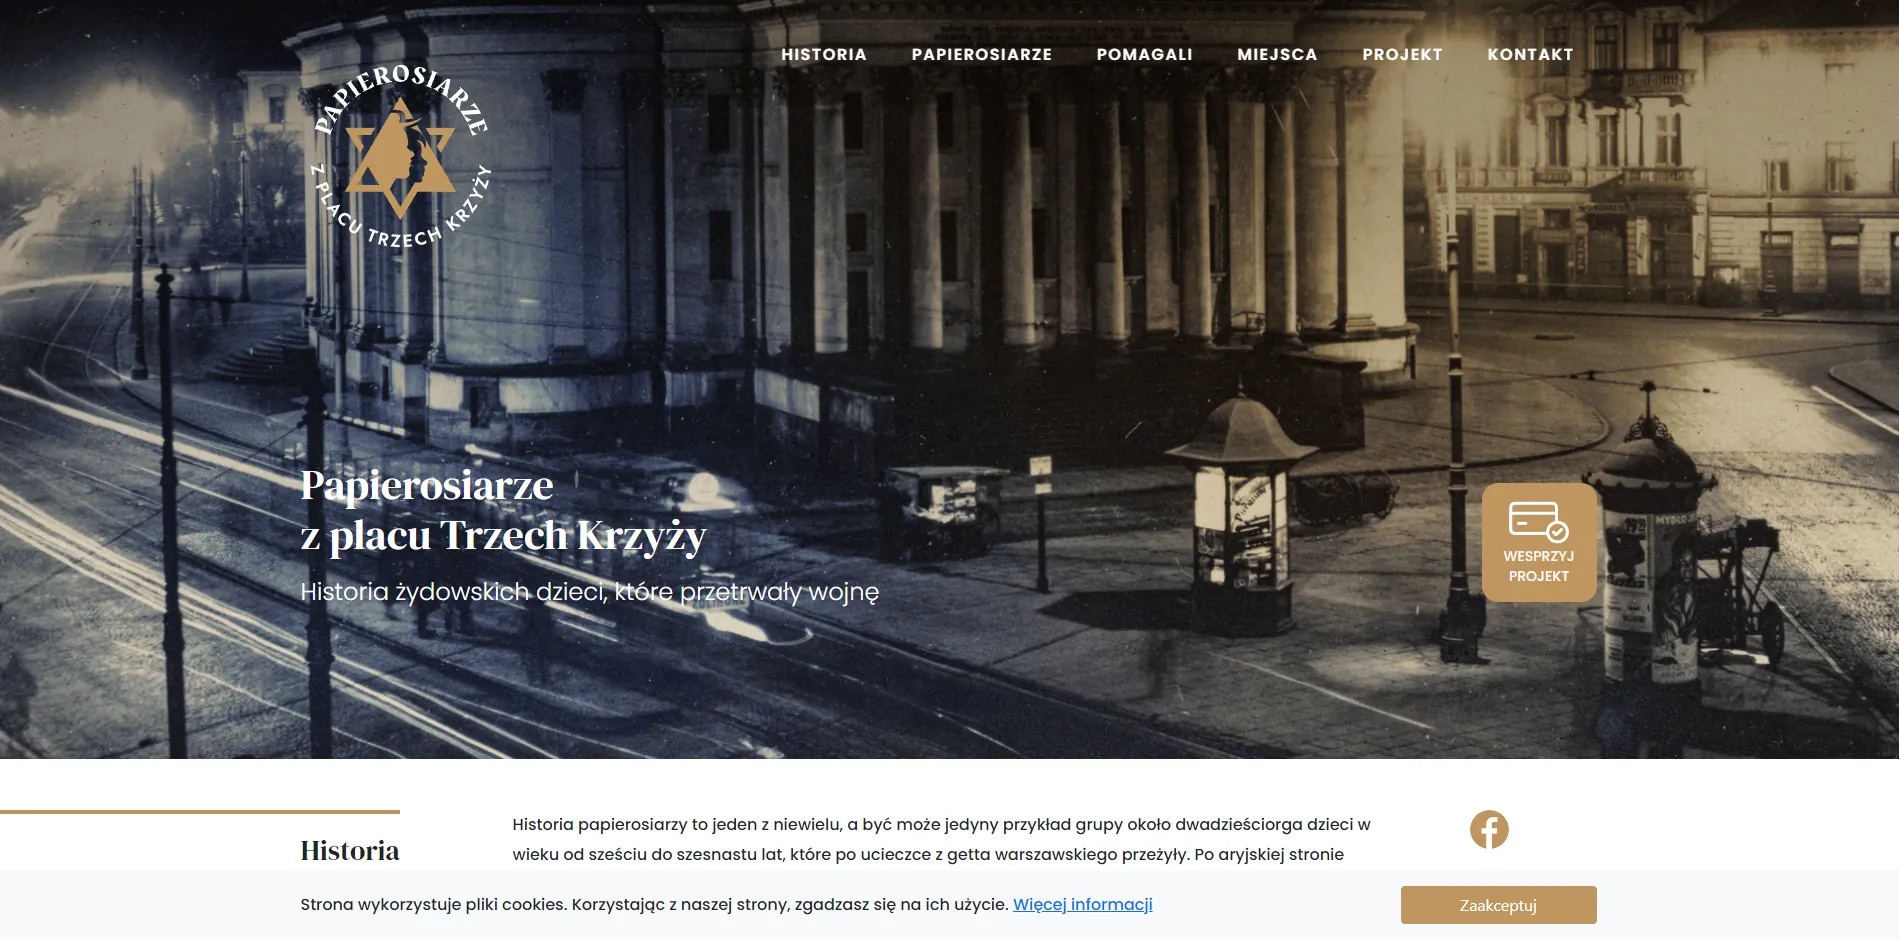 HISTORIA PAPIEROSIARZE POMAGALI MIEJSCA PROJEKT KONTAKT
PAPIEROSIARZE
Z PLACU TRZECH KRZYŻY
Papierosiarze
z placu Trzech Krzyży
Historia żydowskich dzieci, które przetrwały wojnę
WESPRZYJ
PROJEKT
Historia
Historia papierosiarzy to jeden z niewielu, a być może jedyny przykład grupy około dwadzieściorga dzieci w
wieku od sześciu do szesnastu lat, które po ucieczce z getta warszawskiego przeżyły. Po aryjskiej stronie
Strona wykorzystuje pliki cookies. Korzystając z naszej strony, zgadzasz się na ich użycie. Więcej informacji
Zaakceptuj